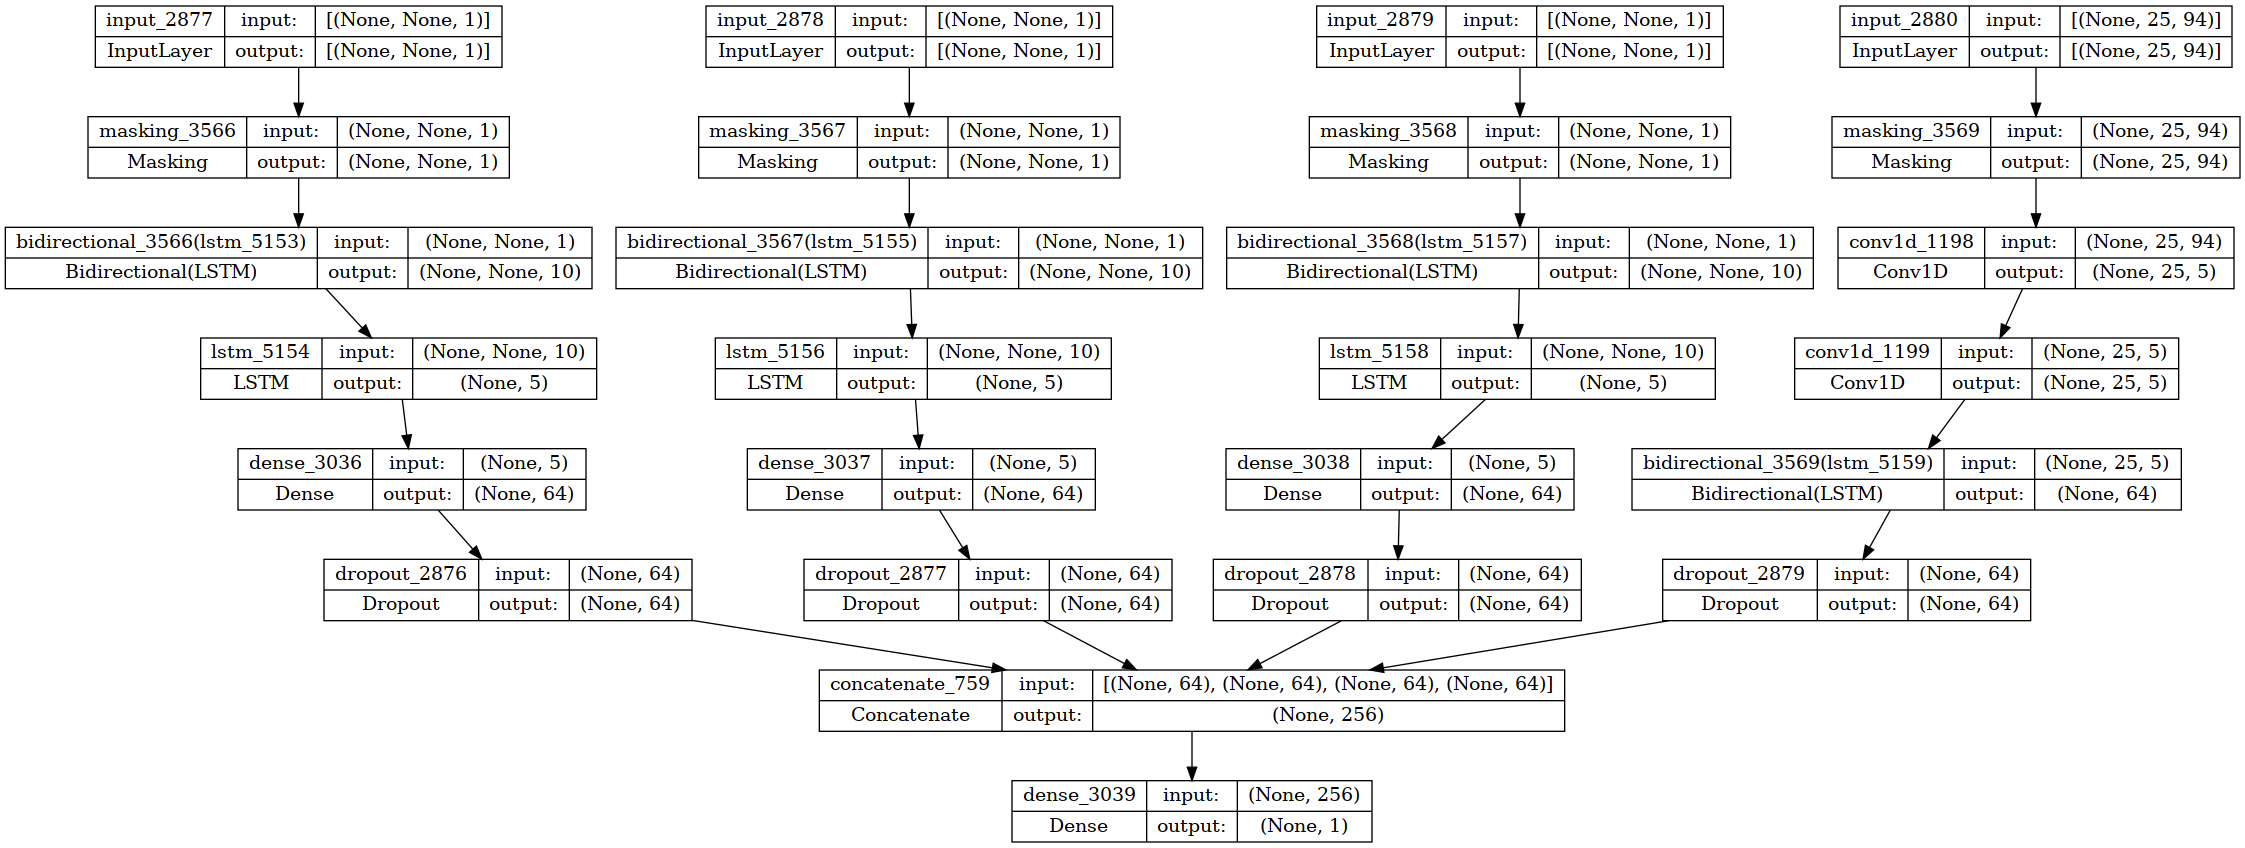 input_2877 input: [(None, None, 1)]
InputLayer output: [(None, None, 1)]
input_2878 input: [(None, None, 1)]
InputLayer output: [(None, None, 1)]
input_2879 input: [(None, None, 1)]
InputLayer output: [(None, None, 1)]
input_2880 input: [(None, 25, 94)]
InputLayer output: [(None, 25, 94)]
masking_3566 input: (None, None, 1)
Masking output: (None, None, 1)
masking_3567 input: (None, None, 1)
Masking output: (None, None, 1)
masking_3568 input: (None, None, 1)
Masking output: (None, None, 1)
masking_3569 input: (None, 25, 94)
Masking output: (None, 25, 94)
bidirectional_3566(lstm_5153) input: (None, None, 1)
Bidirectional(LSTM) output: (None, None, 10)
bidirectional_3567(lstm_5155) input: (None, None, 1)
Bidirectional(LSTM) output: (None, None, 10)
bidirectional_3568(lstm_5157) input: (None, None, 1)
Bidirectional(LSTM) output: (None, None, 10)
conv1d_1198 input: (None, 25, 94)
Conv1D output: (None, 25, 5)
lstm_5154 input: (None, None, 10)
LSTM output: (None, 5)
lstm_5156 input: (None, None, 10)
LSTM output: (None, 5)
lstm_5158 input: (None, None, 10)
LSTM output: (None, 5)
conv1d_1199 input: (None, 25, 5)
Conv1D output: (None, 25, 5)
dense_3036 input: (None, 5)
Dense output: (None, 64)
dense_3037 input: (None, 5)
Dense output: (None, 64)
dense_3038 input: (None, 5)
Dense output: (None, 64)
bidirectional_3569(lstm_5159) input: (None, 25, 5)
Bidirectional(LSTM) output: (None, 64)
dropout_2876 input: (None, 64)
Dropout output: (None, 64)
dropout_2877 input: (None, 64)
Dropout output: (None, 64)
dropout_2878 input: (None, 64)
Dropout output: (None, 64)
dropout_2879 input: (None, 64)
Dropout output: (None, 64)
concatenate_759 input: [(None, 64), (None, 64), (None, 64), (None, 64)]
Concatenate output: (None, 256)
dense_3039 input: (None, 256)
Dense output: (None, 1)